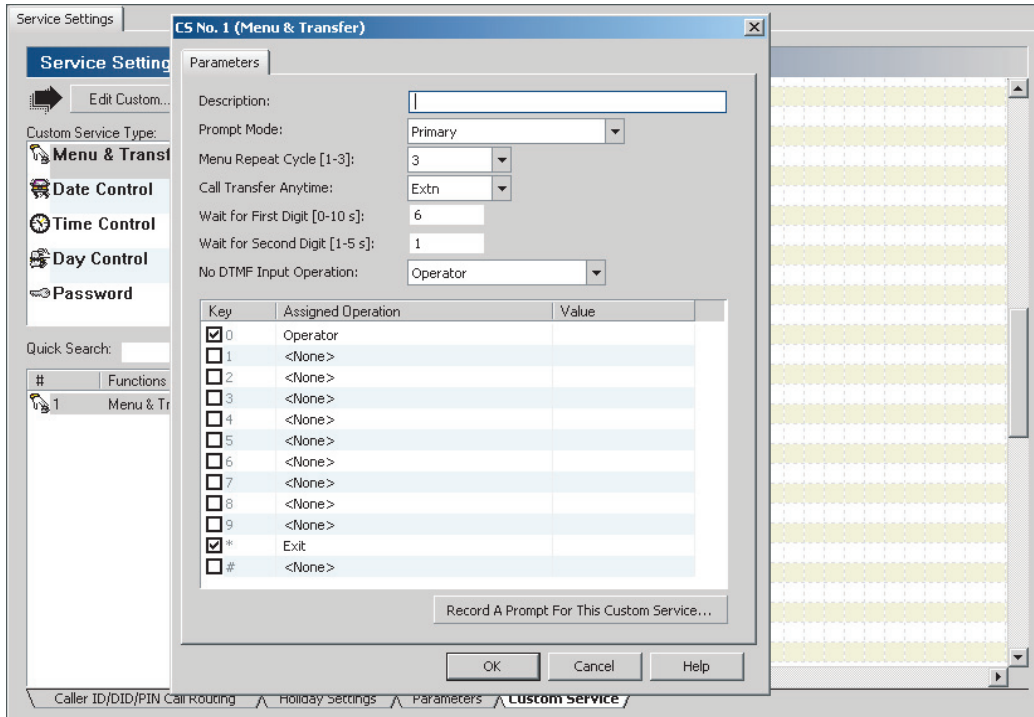 Service Settings
CS No. 1 (Menu & Transfer)
Service Setting
Parameters
Edit Custom...
Description:
Custom Service Type:
Prompt Mode: Primary
Menu & Transf
Menu Repeat Cycle [1-3]: 3
Date Control
Call Transfer Anytime: Extn
Time Control
Wait for First Digit [0-10 s]: 6
Wait for Second Digit [1-5 s]: 1
Day Control
No DTMF Input Operation: Operator
Password
Key Assigned Operation Value
0 Operator
Quick Search:
1 <None>
# Functions
2 <None>
1 Menu & Tr
3 <None>
4 <None>
5 <None>
6 <None>
7 <None>
8 <None>
9 <None>
* Exit
# <None>
Record A Prompt For This Custom Service...
OK Cancel Help
Caller ID/DID/PIN Call Routing Holiday Settings Parameters Custom Service